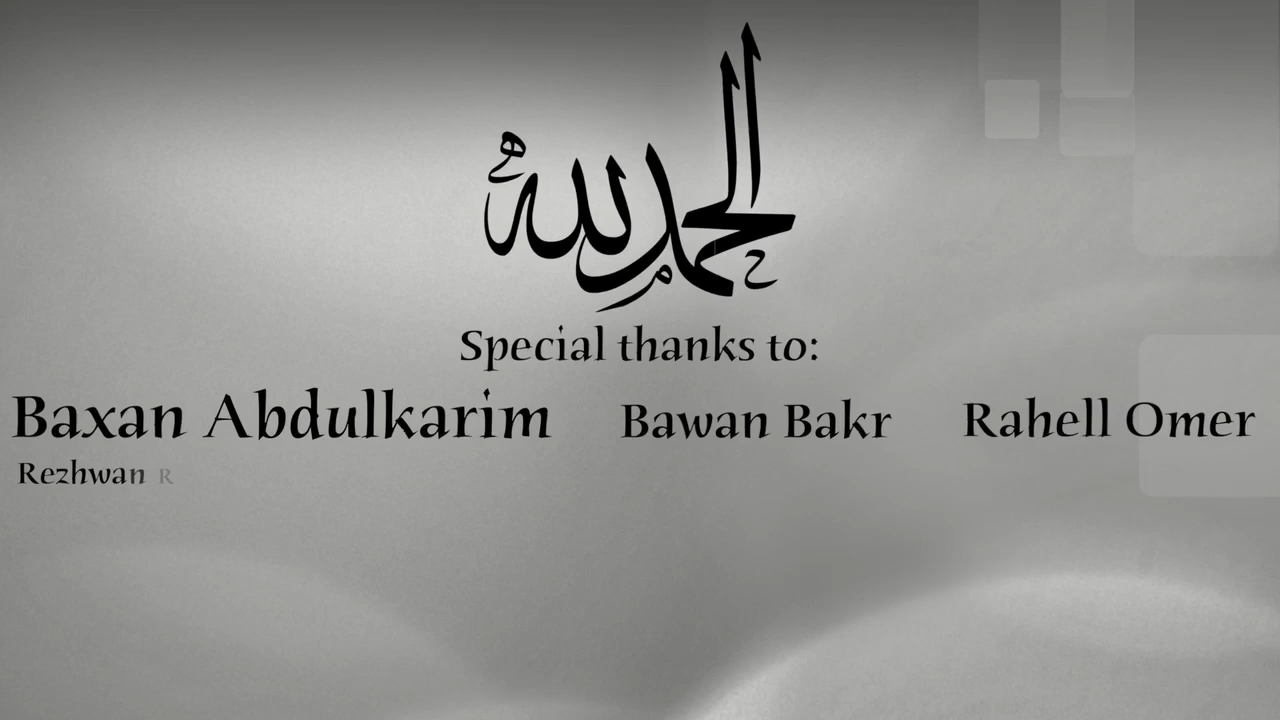 الحمد لله
Special thanks to:
Baxan Abdulkarim Bawan Bakr Rahell Omer
Rezhwan R